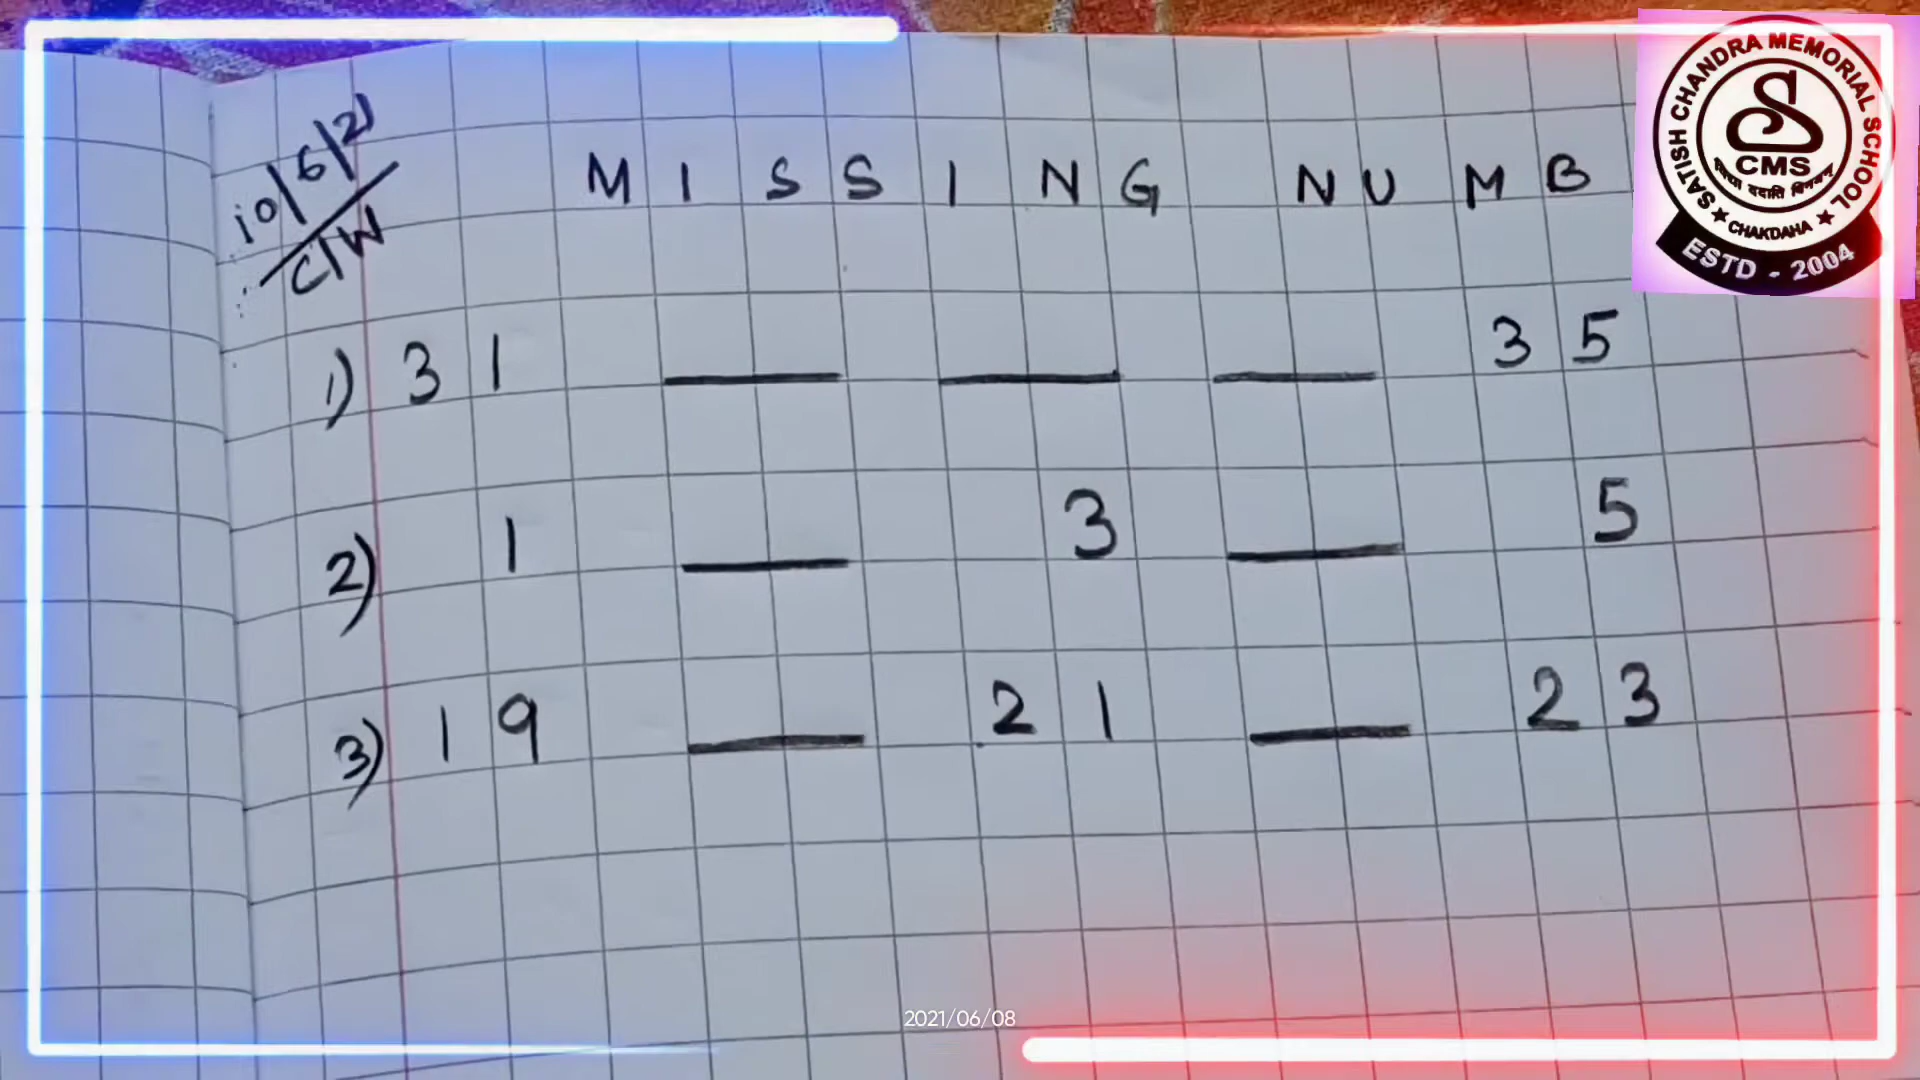 10/6/21
C/W
MISSING NUMB
1) 31 ___ ___ ___ 35
2) 1 ___ 3 ___ 5
3) 19 ___ 21 ___ 23
SATISH CHANDRA MEMORIAL SCHOOL
S
CMS
★ CHAKDAHA ★
ESTD - 2004
2021/06/08